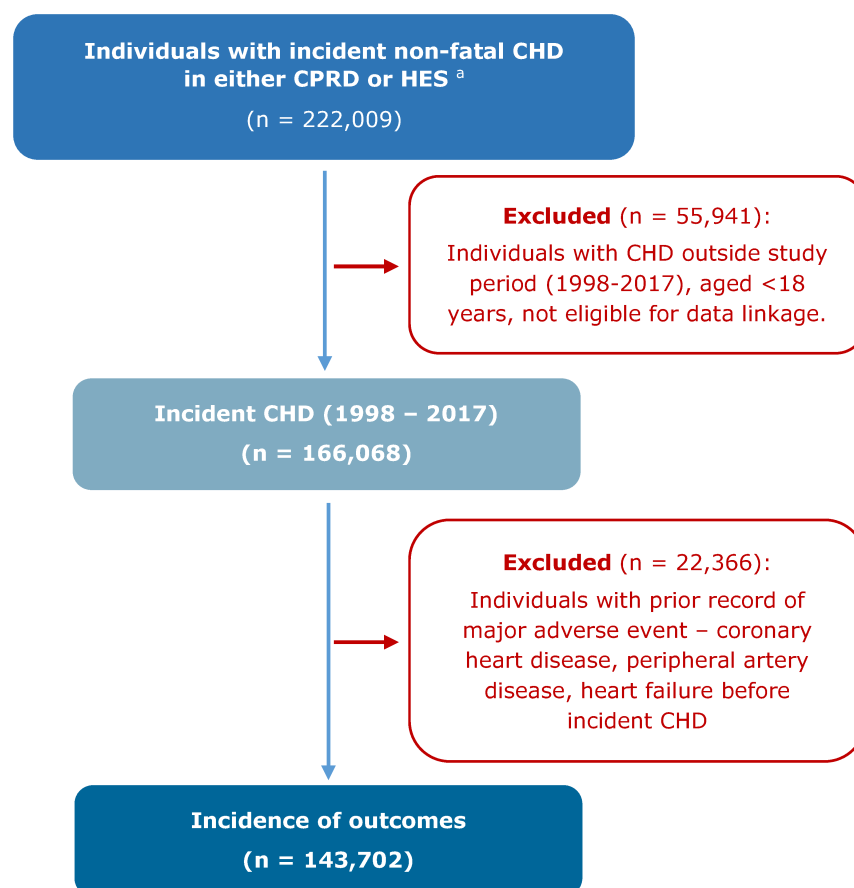 Individuals with incident non-fatal CHD
in either CPRD or HES a
(n = 222,009)
Excluded (n = 55,941):
Individuals with CHD outside study
period (1998-2017), aged <18
years, not eligible for data linkage.
Incident CHD (1998 – 2017)
(n = 166,068)
Excluded (n = 22,366):
Individuals with prior record of
major adverse event – coronary
heart disease, peripheral artery
disease, heart failure before
incident CHD
Incidence of outcomes
(n = 143,702)